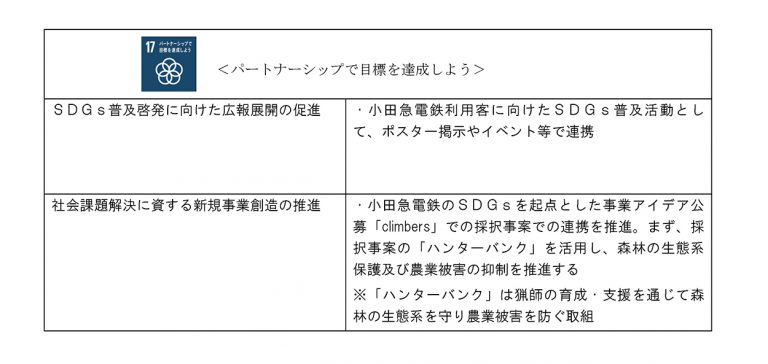 17 パートナーシップで
目標を達成しよう
＜パートナーシップで目標を達成しよう＞
ＳＤＧｓ普及啓発に向けた広報展開の促進
・小田急電鉄利用客に向けたＳＤＧｓ普及活動とし
て、ポスター掲示やイベント等で連携
社会課題解決に資する新規事業創造の推進
・小田急電鉄のＳＤＧｓを起点とした事業アイデア公
募「climbers」での採択事案での連携を推進。まず、採
択事案の「ハンターバンク」を活用し、森林の生態系
保護及び農業被害の抑制を推進する
※「ハンターバンク」は猟師の育成・支援を通じて森
林の生態系を守り農業被害を防ぐ取組